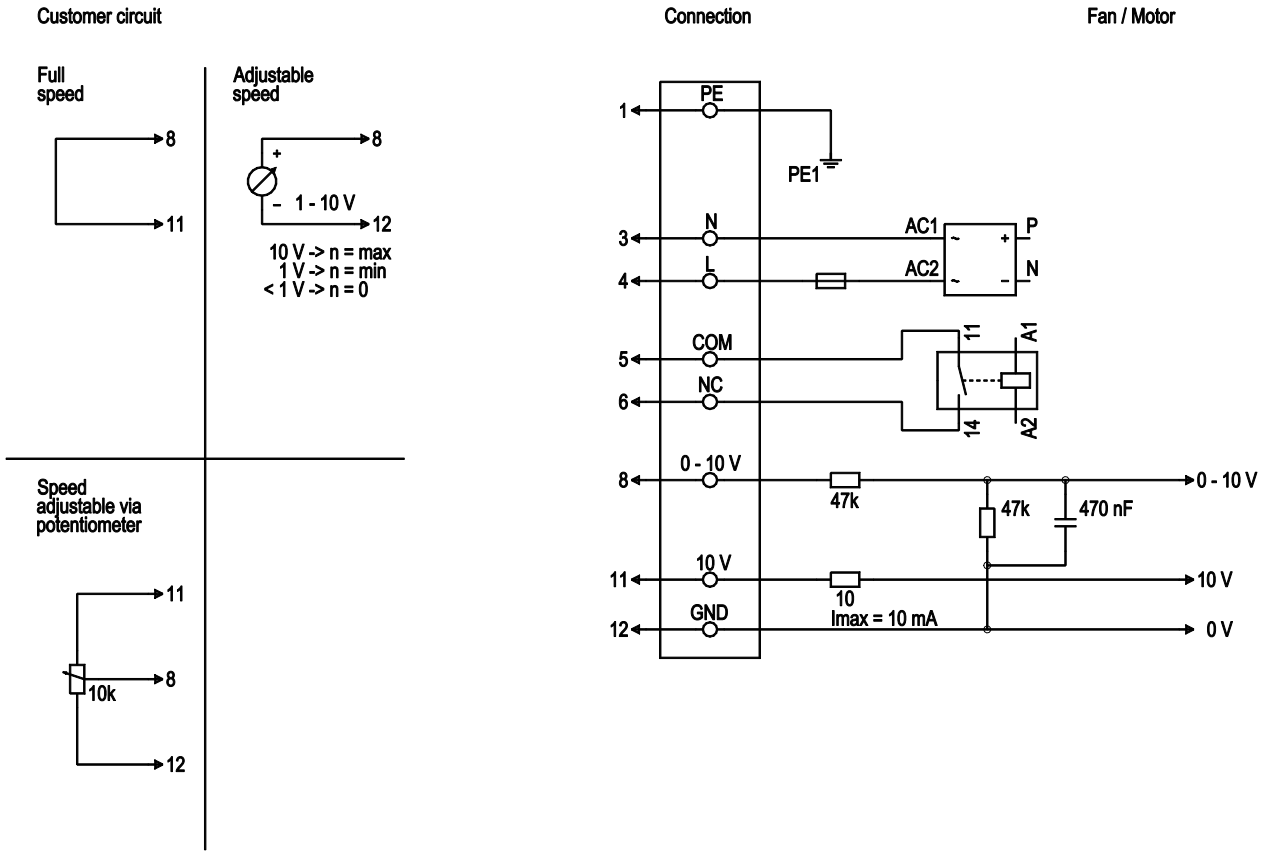 Customer circuit
Connection
Fan / Motor
Full
speed
8
11
Adjustable
speed
8
+
–
1 - 10 V
12
10 V -> n = max
1 V -> n = min
< 1 V -> n = 0
Speed
adjustable via
potentiometer
11
8
10k
12
PE
1
PE1
N
3
AC1
~
+
P
L
4
AC2
~
–
N
COM
5
11
A1
NC
6
14
A2
0 - 10 V
8
47k
47k
470 nF
0 - 10 V
10 V
11
10
Imax = 10 mA
10 V
GND
12
0 V